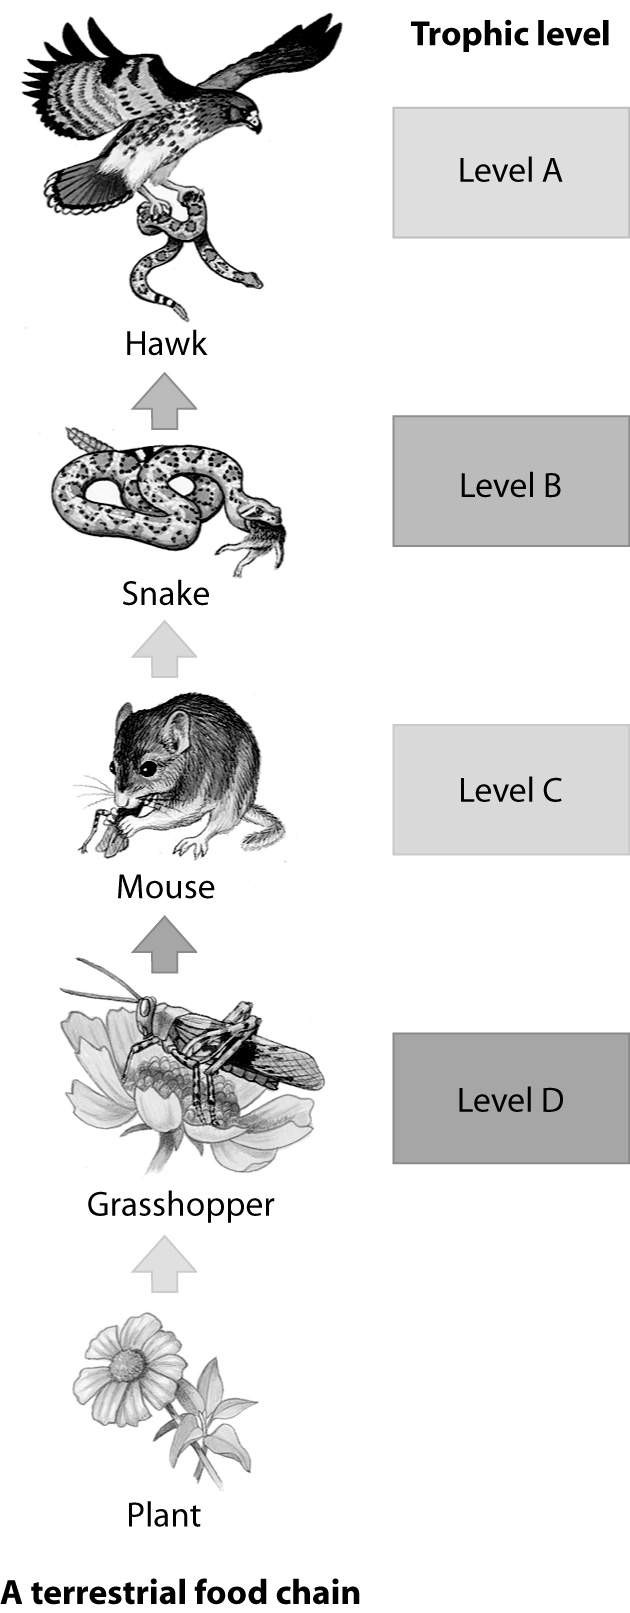 Trophic level
Level A
Hawk
Level B
Snake
Level C
Mouse
Level D
Grasshopper
Plant
A terrestrial food chain